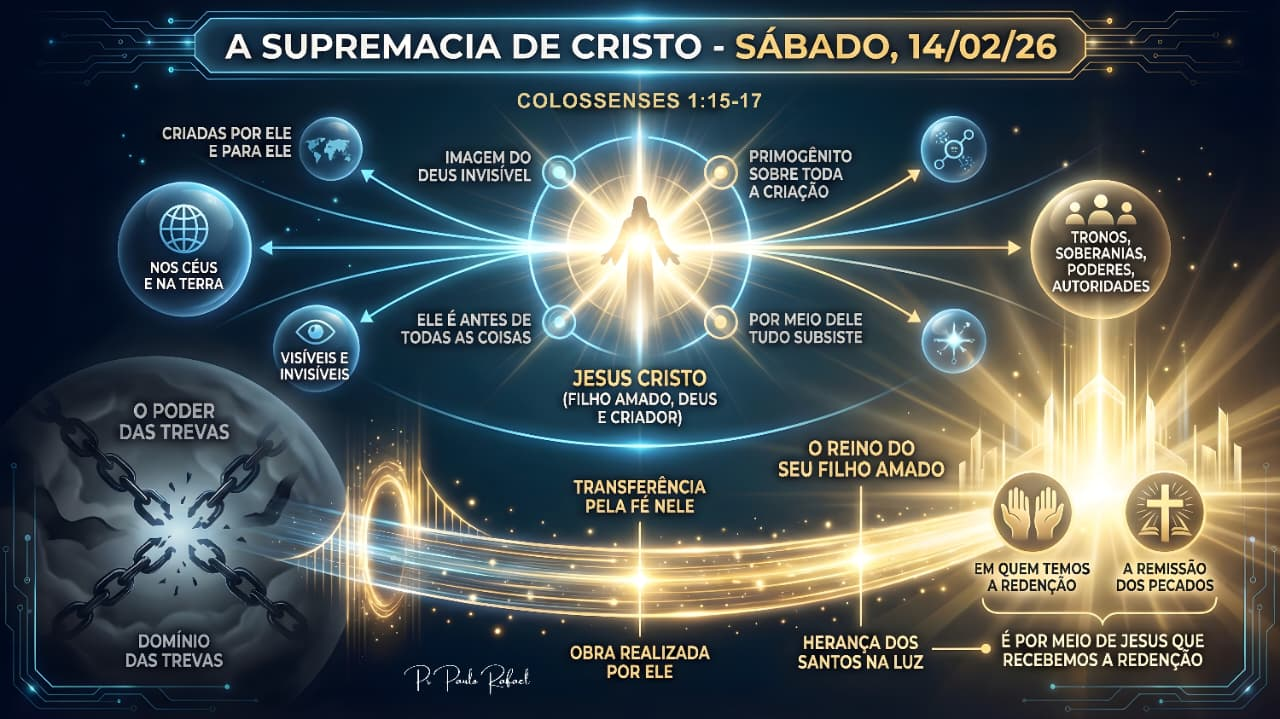 A SUPREMACIA DE CRISTO - SÁBADO, 14/02/26
COLOSSENSES 1:15-17
CRIADAS POR ELE
E PARA ELE
IMAGEM DO
DEUS INVISÍVEL
PRIMOGÊNITO
SOBRE TODA
A CRIAÇÃO
NOS CÉUS
E NA TERRA
TRONOS,
SOBERANIAS,
PODERES,
AUTORIDADES
VISÍVEIS E
INVISÍVEIS
ELE É ANTES DE
TODAS AS COISAS
POR MEIO DELE
TUDO SUBSISTE
JESUS CRISTO
(FILHO AMADO, DEUS
E CRIADOR)
O PODER
DAS TREVAS
DOMÍNIO
DAS TREVAS
TRANSFERÊNCIA
PELA FÉ NELE
OBRA REALIZADA
POR ELE
O REINO DO
SEU FILHO AMADO
HERANÇA DOS
SANTOS NA LUZ
EM QUEM TEMOS
A REDENÇÃO
A REMISSÃO
DOS PECADOS
É POR MEIO DE JESUS QUE
RECEBEMOS A REDENÇÃO
Pr Paulo Rafael